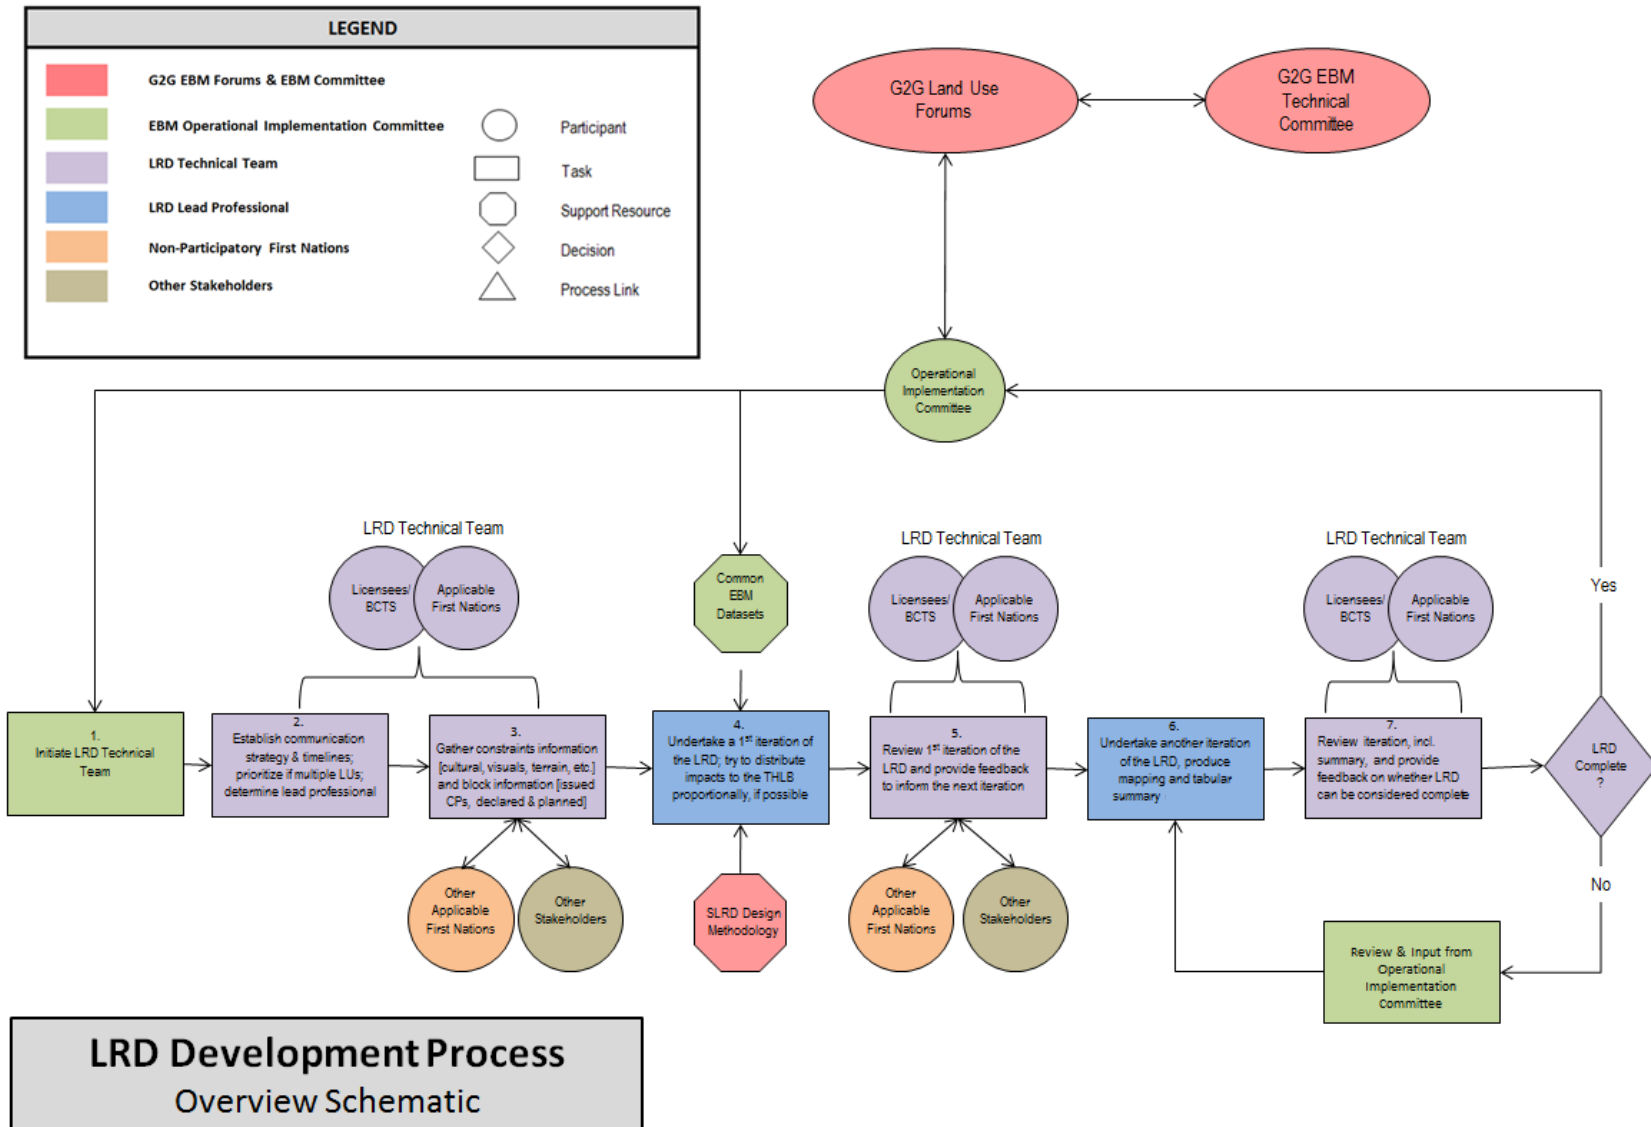 LEGEND
G2G EBM Forums & EBM Committee
EBM Operational Implementation Committee
LRD Technical Team
LRD Lead Professional
Non-Participatory First Nations
Other Stakeholders
Participant
Task
Support Resource
Decision
Process Link
G2G Land Use
Forums
G2G EBM
Technical
Committee
Operational
Implementation
Committee
LRD Technical Team
Licensees/
BCTS
Applicable
First Nations
Common
EBM
Datasets
LRD Technical Team
Licensees/
BCTS
Applicable
First Nations
LRD Technical Team
Licensees/
BCTS
Applicable
First Nations
Yes
1.
Initiate LRD Technical
Team
2.
Establish communication
strategy & timelines;
prioritize if multiple LUs;
determine lead professional
3.
Gather constraints information
[cultural, visuals, terrain, etc.]
and block information [issued
CPs, declared & planned]
4.
Undertake a 1st iteration of
the LRD; try to distribute
impacts to the THLB
proportionally, if possible
5.
Review 1st iteration of the
LRD and provide feedback
to inform the next iteration
6.
Undertake another iteration
of the LRD, produce
mapping and tabular
summary
7.
Review iteration, incl.
summary, and provide
feedback on whether LRD
can be considered complete
LRD
Complete
?
No
Other
Applicable
First Nations
Other
Stakeholders
SLRD Design
Methodology
Other
Applicable
First Nations
Other
Stakeholders
Review & Input from
Operational
Implementation
Committee
LRD Development Process
Overview Schematic